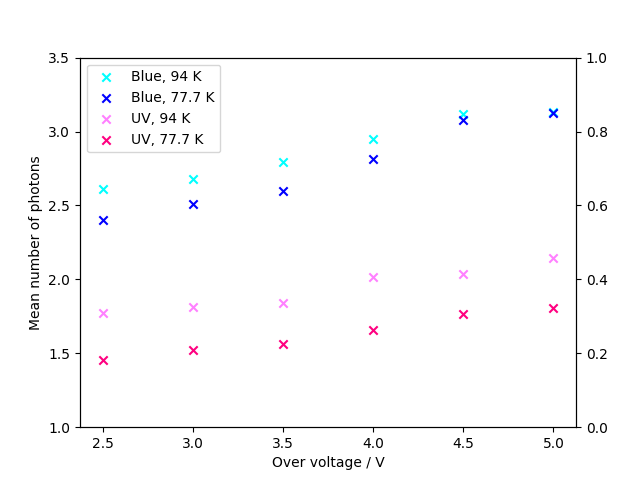 Blue, 94 K
Blue, 77.7 K
UV, 94 K
UV, 77.7 K
3.5
3.0
2.5
2.0
1.5
1.0
Mean number of photons
1.0
0.8
0.6
0.4
0.2
0.0
2.5 3.0 3.5 4.0 4.5 5.0
Over voltage / V